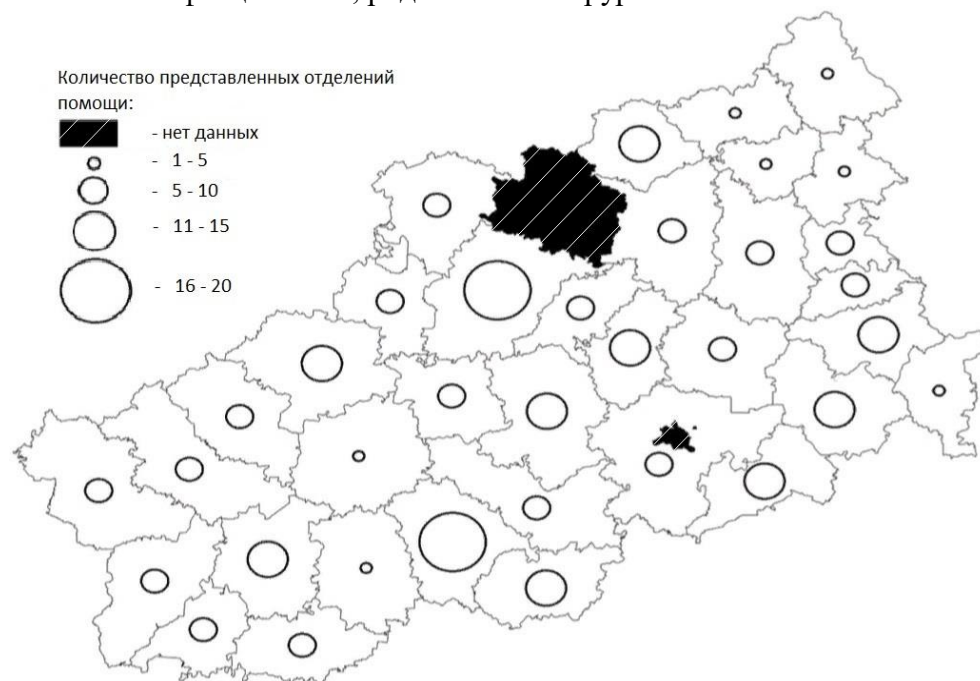 Количество представленных отделений
помощи:
- нет данных
- 1 - 5
- 5 - 10
- 11 - 15
- 16 - 20